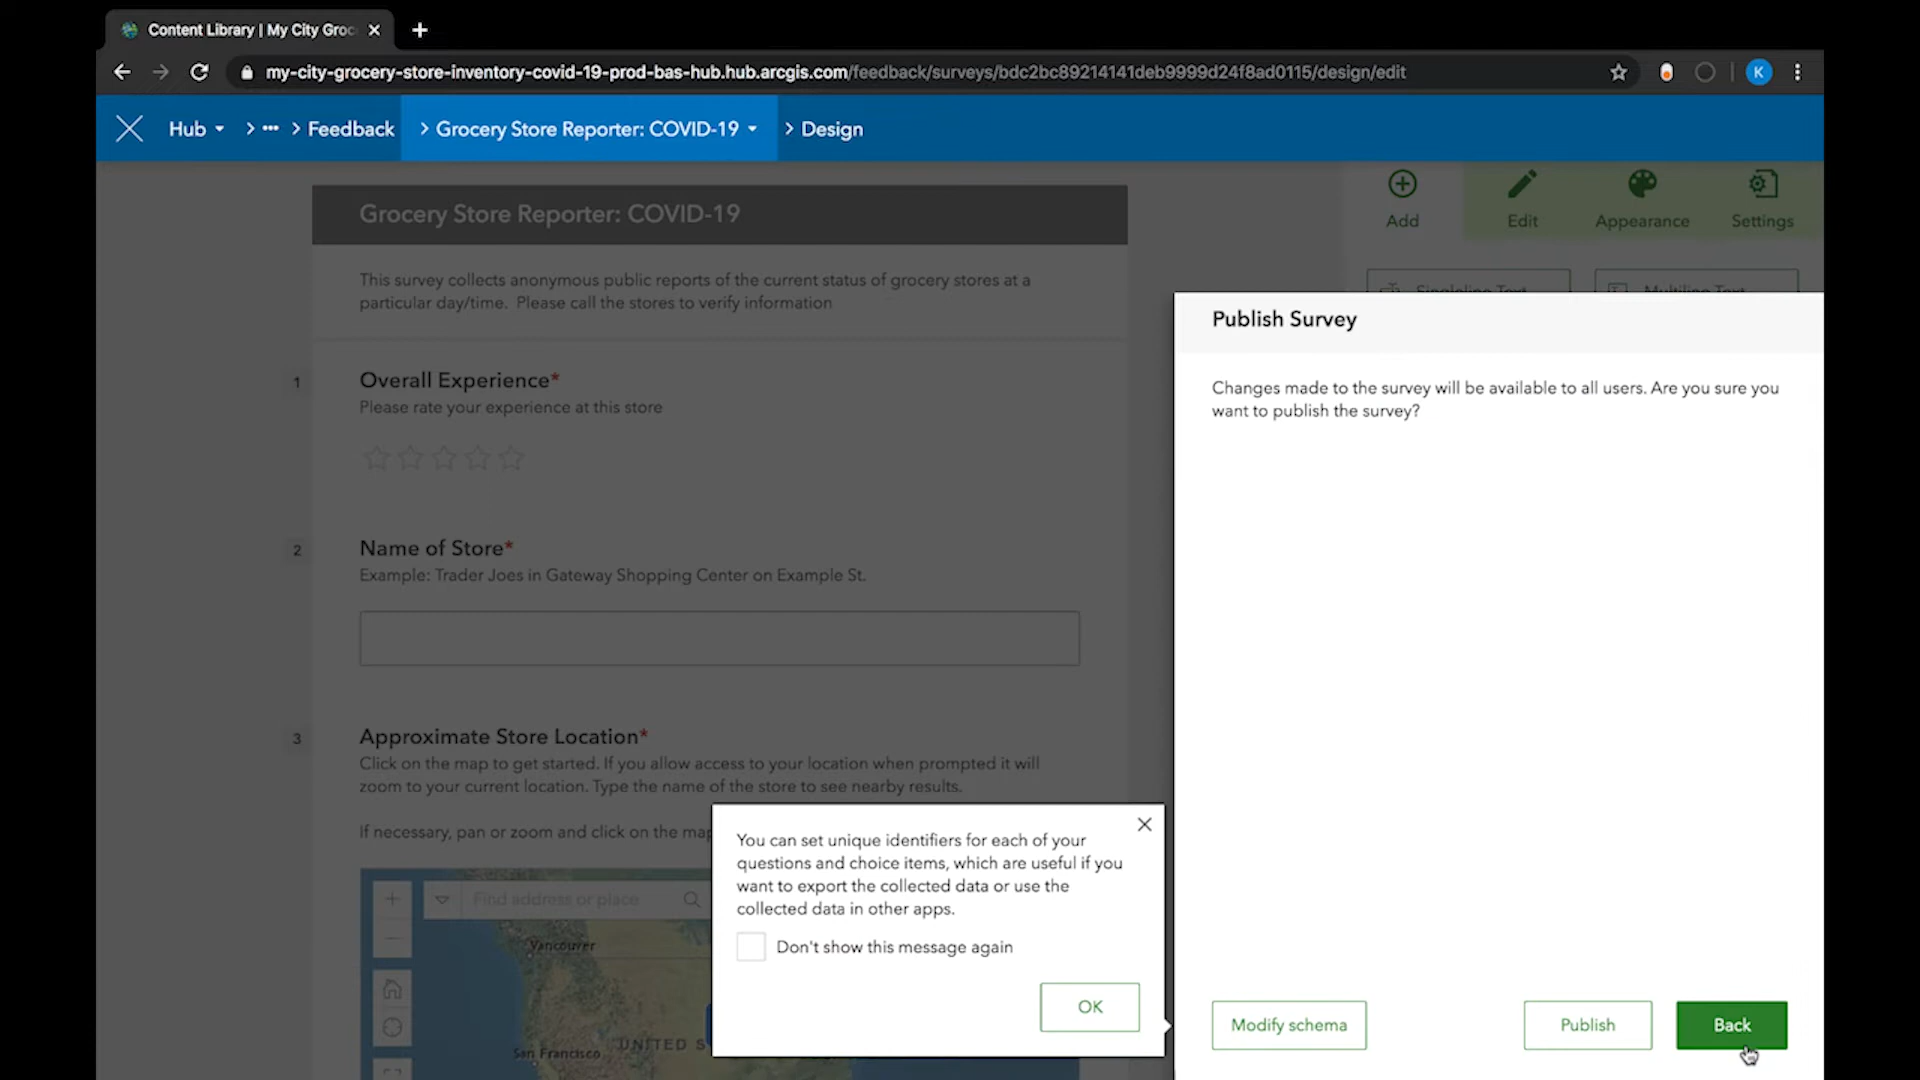 Content Library | My City Groc
my-city-grocery-store-inventory-covid-19-prod-bas-hub.hub.arcgis.com/feedback/surveys/bdc2bc89214141deb9999d24f8ad0115/design/edit
K
Hub > ••• > Feedback > Grocery Store Reporter: COVID-19 > Design
Add Edit Appearance Settings
Singleline Text Multiline Text
Grocery Store Reporter: COVID-19
This survey collects anonymous public reports of the current status of grocery stores at a
particular day/time. Please call the stores to verify information
1 Overall Experience*
Please rate your experience at this store
2 Name of Store*
Example: Trader Joes in Gateway Shopping Center on Example St.
3 Approximate Store Location*
Click on the map to get started. If you allow access to your location when prompted it will
zoom to your current location. Type the name of the store to see nearby results.
If necessary, pan or zoom and click on the map
Find address or place
Vancouver
San Francisco
UNITED S
You can set unique identifiers for each of your
questions and choice items, which are useful if you
want to export the collected data or use the
collected data in other apps.
Don't show this message again
OK
Publish Survey
Changes made to the survey will be available to all users. Are you sure you
want to publish the survey?
Modify schema Publish Back